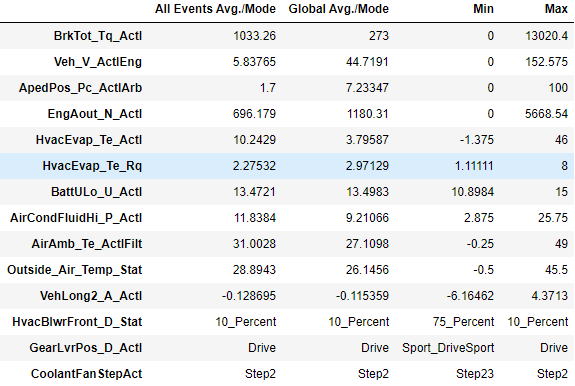 All Events Avg./Mode Global Avg./Mode Min Max
BrkTot_Tq_Actl 1033.26 273 0 13020.4
Veh_V_ActlEng 5.83765 44.7191 0 152.575
ApedPos_Pc_ActlArb 1.7 7.23347 0 100
EngAout_N_Actl 696.179 1180.31 0 5668.54
HvacEvap_Te_Actl 10.2429 3.79587 -1.375 46
HvacEvap_Te_Rq 2.27532 2.97129 1.11111 8
BattULo_U_Actl 13.4721 13.4983 10.8984 15
AirCondFluidHi_P_Actl 11.8384 9.21066 2.875 25.75
AirAmb_Te_ActlFilt 31.0028 27.1098 -0.25 49
Outside_Air_Temp_Stat 28.8943 26.1456 -0.5 45.5
VehLong2_A_Actl -0.128695 -0.115359 -6.16462 4.3713
HvacBlwrFront_D_Stat 10_Percent 10_Percent 75_Percent 10_Percent
GearLvrPos_D_Actl Drive Drive Sport_DriveSport Drive
CoolantFanStepAct Step2 Step2 Step23 Step2